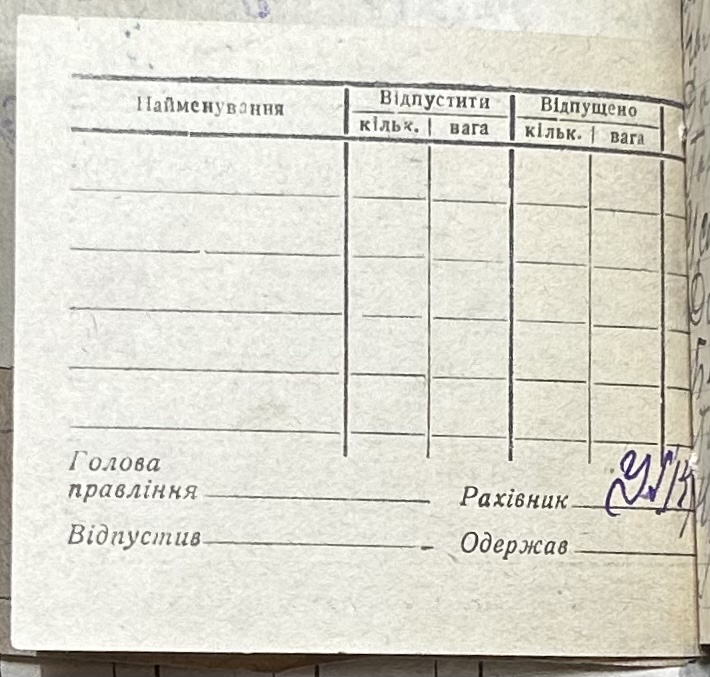 Найменування Відпустити Відпущено
кільк. вага кільк. вага
Голова
правління Рахівник
Відпустив Одержав